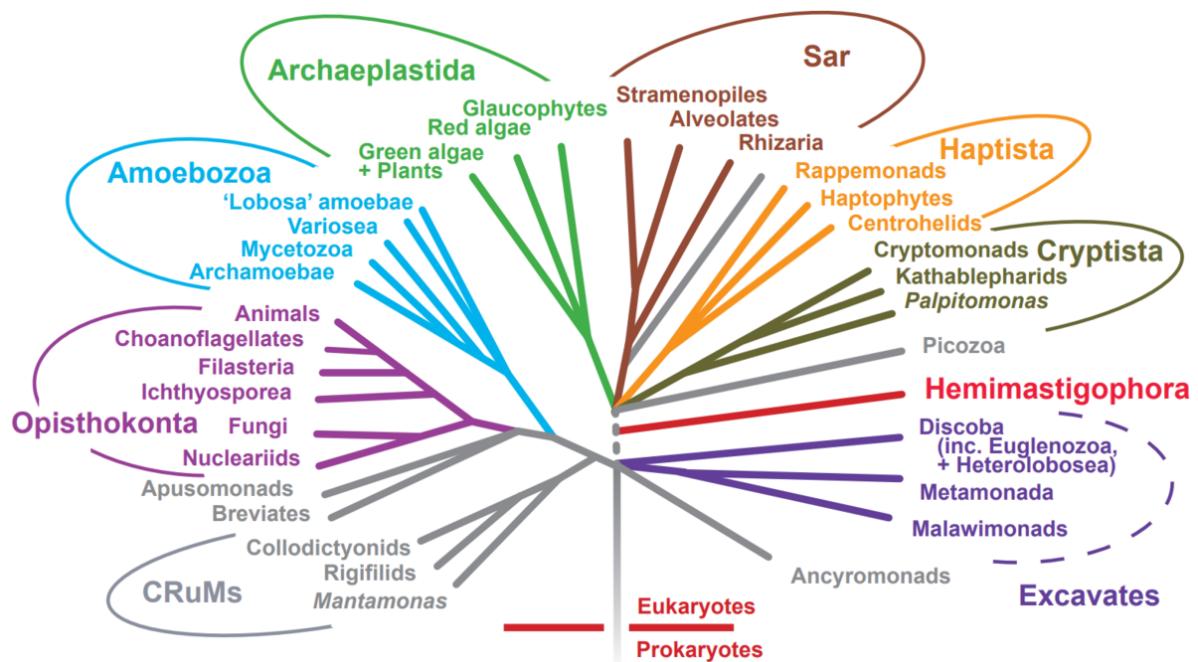 Archaeplastida
Glaucophytes
Red algae
Green algae
+ Plants
Sar
Stramenopiles
Alveolates
Rhizaria
Haptista
Rappemonads
Haptophytes
Centrohelids
Cryptista
Cryptomonads
Kathablepharids
Palpitomonas
Picozoa
Hemimastigophora
Discoba
(inc. Euglenozoa,
+ Heterolobosea)
Metamonada
Malawimonads
Excavates
Ancyromonads
Amoebozoa
‘Lobosa’ amoebae
Variosea
Mycetozoa
Archamoebae
Animals
Choanoflagellates
Filasteria
Ichthyosporea
Opisthokonta
Fungi
Nucleariids
Apusomonads
Breviates
Collodictyonids
Rigifilids
CRuMs
Mantamonas
Eukaryotes
Prokaryotes